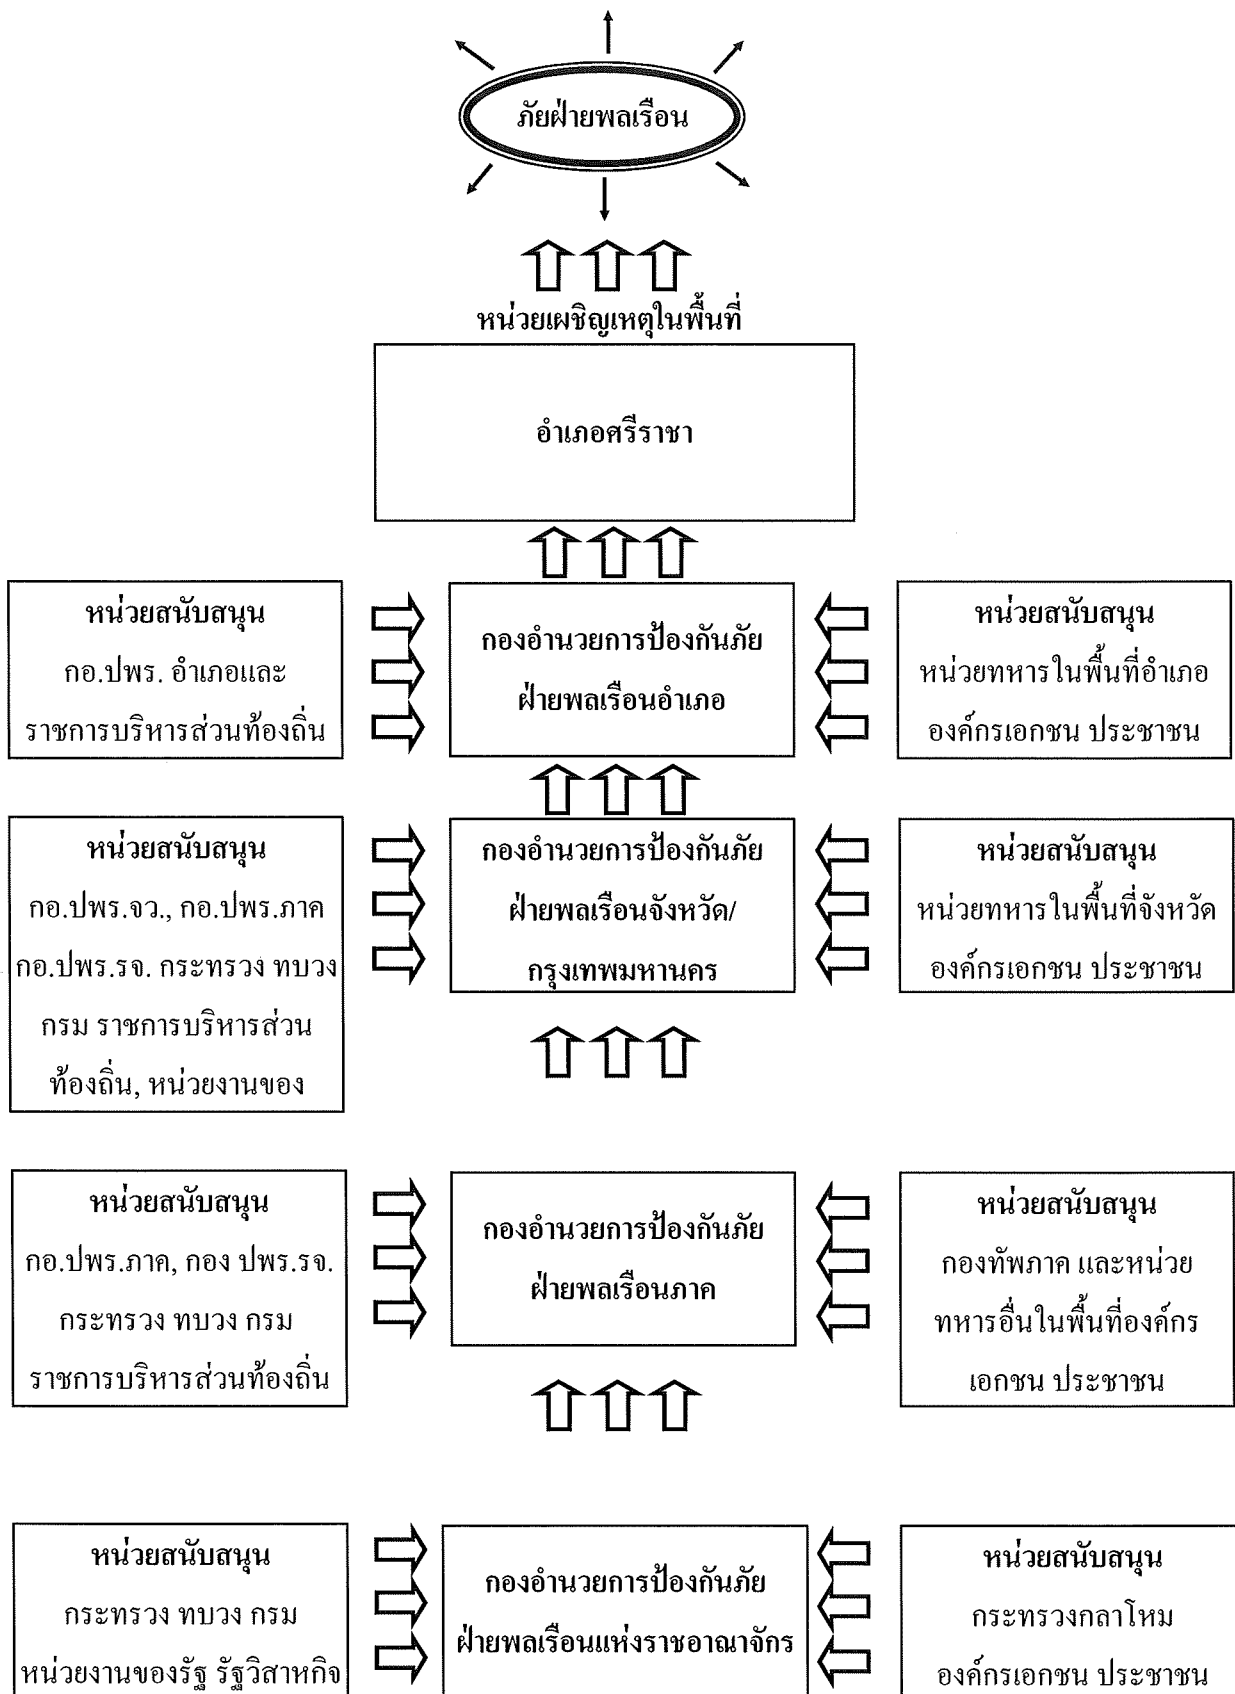 ภัยฝ่ายพลเรือน
หน่วยเผชิญเหตุในพื้นที่
อำเภอศรีราชา
หน่วยสนับสนุน
กอ.ปพร. อำเภอและ
ราชการบริหารส่วนท้องถิ่น
กองอำนวยการป้องกันภัย
ฝ่ายพลเรือนอำเภอ
หน่วยสนับสนุน
หน่วยทหารในพื้นที่อำเภอ
องค์กรเอกชน ประชาชน
หน่วยสนับสนุน
กอ.ปพร.จว., กอ.ปพร.ภาค
กอ.ปพร.รจ. กระทรวง ทบวง
กรม ราชการบริหารส่วน
ท้องถิ่น, หน่วยงานของ
กองอำนวยการป้องกันภัย
ฝ่ายพลเรือนจังหวัด/
กรุงเทพมหานคร
หน่วยสนับสนุน
หน่วยทหารในพื้นที่จังหวัด
องค์กรเอกชน ประชาชน
หน่วยสนับสนุน
กอ.ปพร.ภาค, กอง ปพร.รจ.
กระทรวง ทบวง กรม
ราชการบริหารส่วนท้องถิ่น
กองอำนวยการป้องกันภัย
ฝ่ายพลเรือนภาค
หน่วยสนับสนุน
กองทัพภาค และหน่วย
ทหารอื่นในพื้นที่องค์กร
เอกชน ประชาชน
หน่วยสนับสนุน
กระทรวง ทบวง กรม
หน่วยงานของรัฐ รัฐวิสาหกิจ
กองอำนวยการป้องกันภัย
ฝ่ายพลเรือนแห่งราชอาณาจักร
หน่วยสนับสนุน
กระทรวงกลาโหม
องค์กรเอกชน ประชาชน